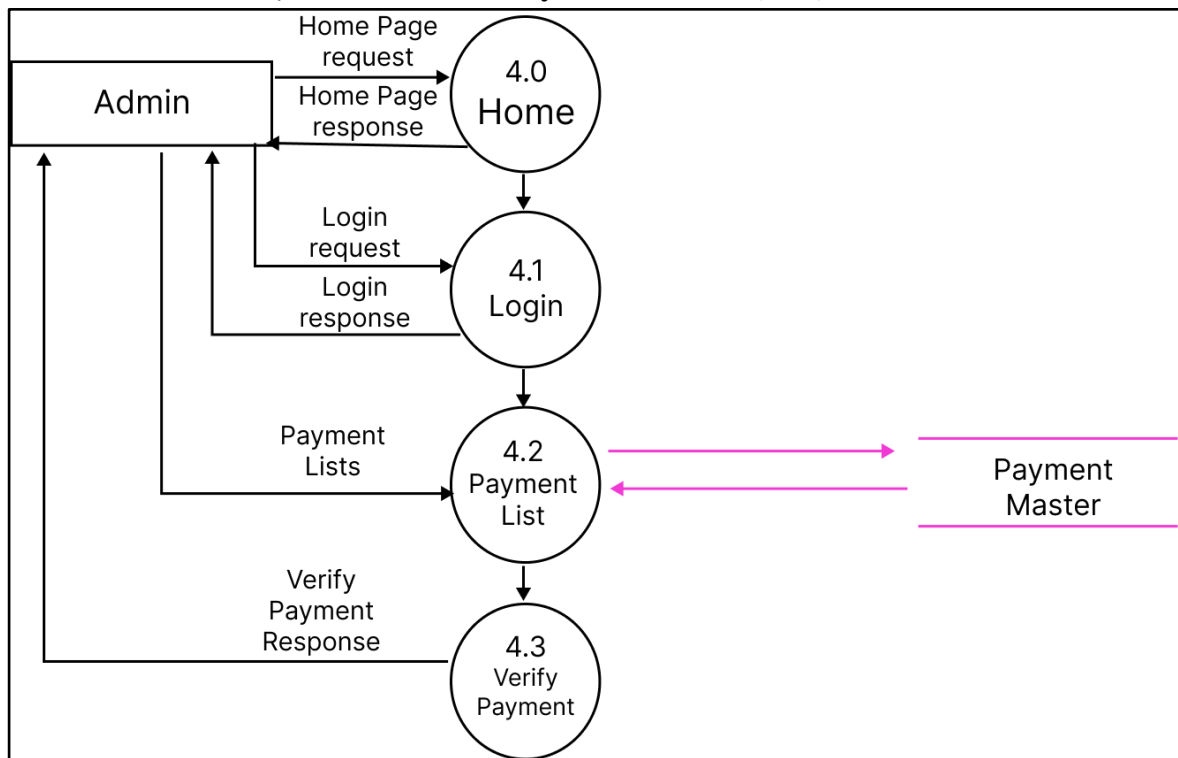 Home Page
request
4.0
Home
Admin
Home Page
response
Login
request
4.1
Login
Login
response
Payment
Lists
4.2
Payment
List
Payment
Master
Verify
Payment
Response
4.3
Verify
Payment